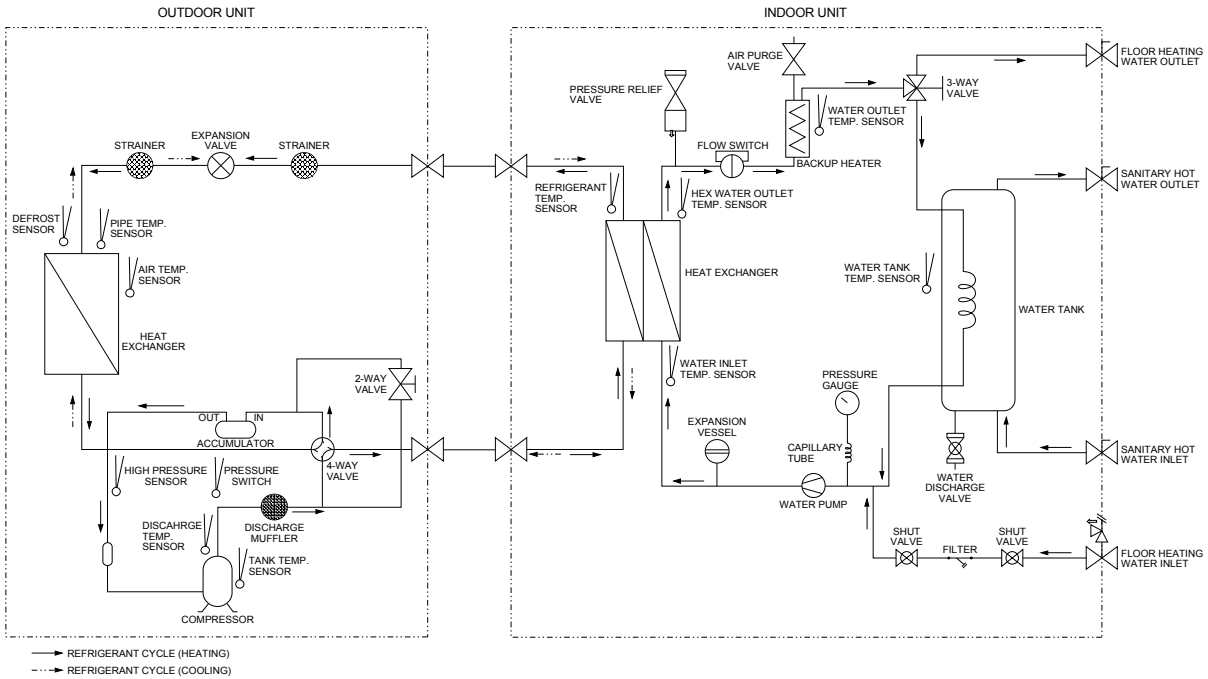 OUTDOOR UNIT
INDOOR UNIT
STRAINER
EXPANSION
VALVE
STRAINER
DEFROST
SENSOR
PIPE TEMP.
SENSOR
AIR TEMP.
SENSOR
HEAT
EXCHANGER
2-WAY
VALVE
OUT
IN
ACCUMULATOR
4-WAY
VALVE
HIGH PRESSURE
SENSOR
PRESSURE
SWITCH
DISCAHRGE
TEMP.
SENSOR
DISCHARGE
MUFFLER
TANK TEMP.
SENSOR
COMPRESSOR
PRESSURE RELIEF
VALVE
AIR PURGE
VALVE
FLOW SWITCH
BACKUP HEATER
WATER OUTLET
TEMP. SENSOR
3-WAY
VALVE
FLOOR HEATING
WATER OUTLET
REFRIGERANT
TEMP.
SENSOR
HEX WATER OUTLET
TEMP. SENSOR
SANITARY HOT
WATER OUTLET
HEAT EXCHANGER
WATER TANK
TEMP. SENSOR
WATER TANK
WATER INLET
TEMP. SENSOR
PRESSURE
GAUGE
EXPANSION
VESSEL
CAPILLARY
TUBE
WATER PUMP
WATER
DISCHARGE
VALVE
SANITARY HOT
WATER INLET
SHUT
VALVE
FILTER
SHUT
VALVE
FLOOR HEATING
WATER INLET
REFRIGERANT CYCLE (HEATING)
REFRIGERANT CYCLE (COOLING)